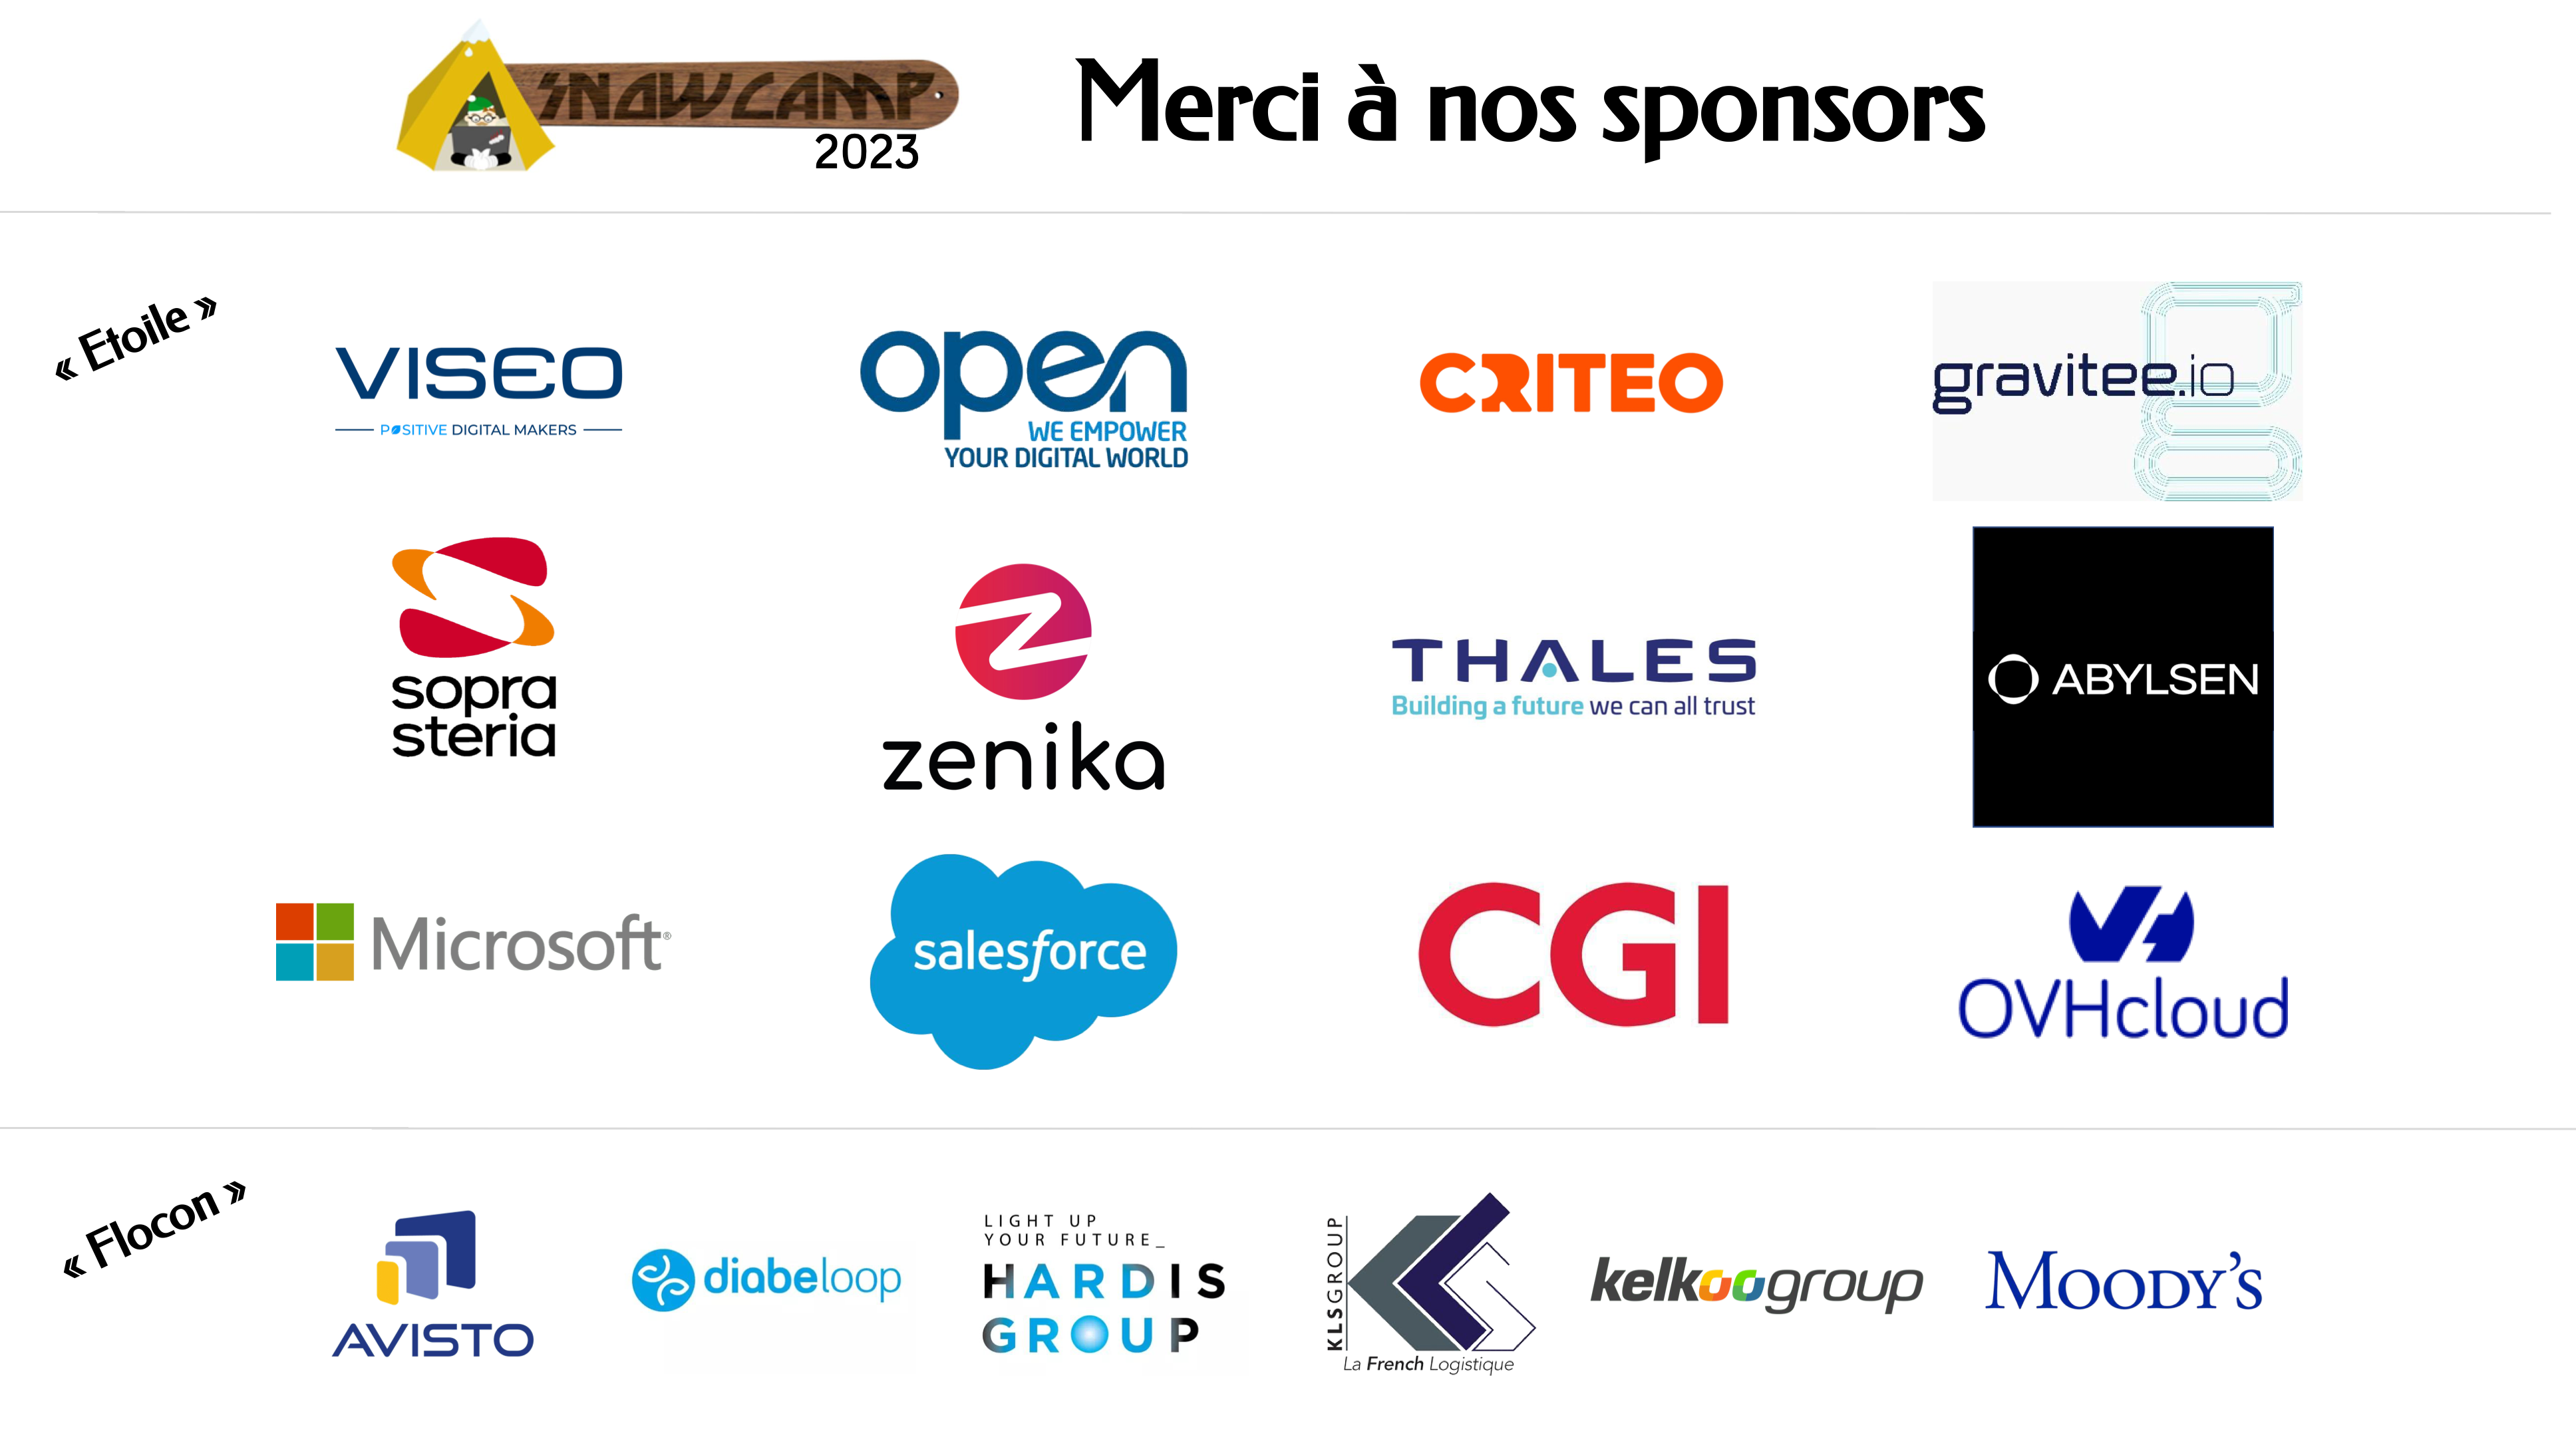 SNOWCAMP
2023
Merci à nos sponsors
« Etoile »
VISEO
POSITIVE DIGITAL MAKERS
open
WE EMPOWER
YOUR DIGITAL WORLD
CRITEO
gravitee.io
g
sopra
steria
zenika
THALES
Building a future we can all trust
ABYLSEN
Microsoft®
salesforce
CGI
OVHcloud
« Flocon »
AVISTO
diabeloop
LIGHT UP
YOUR FUTURE_
HARDIS
GROUP
KLSGROUP
La French Logistique
kelkoogroup
MOODY'S